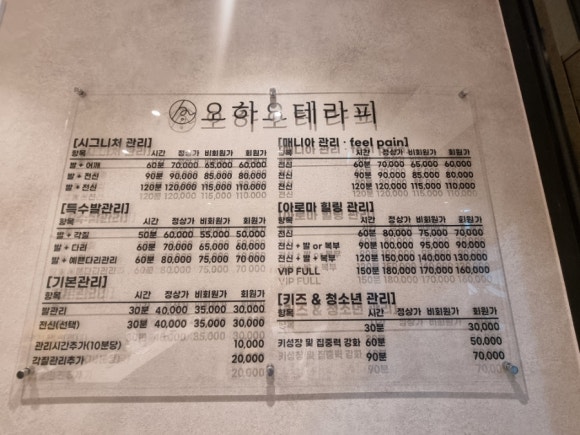 오하오테라피
[시그니처 관리]
항목 시간 정상가 비회원가 회원가
발 + 어깨 60분 70,000 65,000 60,000
발 + 전신 90분 90,000 85,000 80,000
발 + 전신 120분 120,000 115,000 110,000
[특수발관리]
항목 시간 정상가 비회원가 회원가
발 + 각질 50분 60,000 55,000 50,000
발 + 다리 60분 70,000 65,000 60,000
발 + 예쁜다리관리 60분 80,000 75,000 70,000
[기본관리]
항목 시간 정상가 비회원가 회원가
발관리 30분 40,000 35,000 30,000
전신(선택) 30분 40,000 35,000 30,000
관리시간추가(10분당) 10,000
각질관리추가 20,000
[매니아 관리 · feel pain]
항목 시간 정상가 비회원가 회원가
전신 60분 70,000 65,000 60,000
전신 90분 90,000 85,000 80,000
전신 120분 120,000 115,000 110,000
[아로마 힐링 관리]
항목 시간 정상가 비회원가 회원가
전신 60분 80,000 75,000 70,000
전신 + 발 or 복부 90분 100,000 95,000 90,000
전신 + 발 + 복부 120분 150,000 140,000 130,000
VIP FULL 150분 180,000 170,000 160,000
[키즈 & 청소년 관리]
항목 시간 정상가 비회원가 회원가
30분 30,000
키성장 및 집중력 강화 60분 50,000
90분 70,000